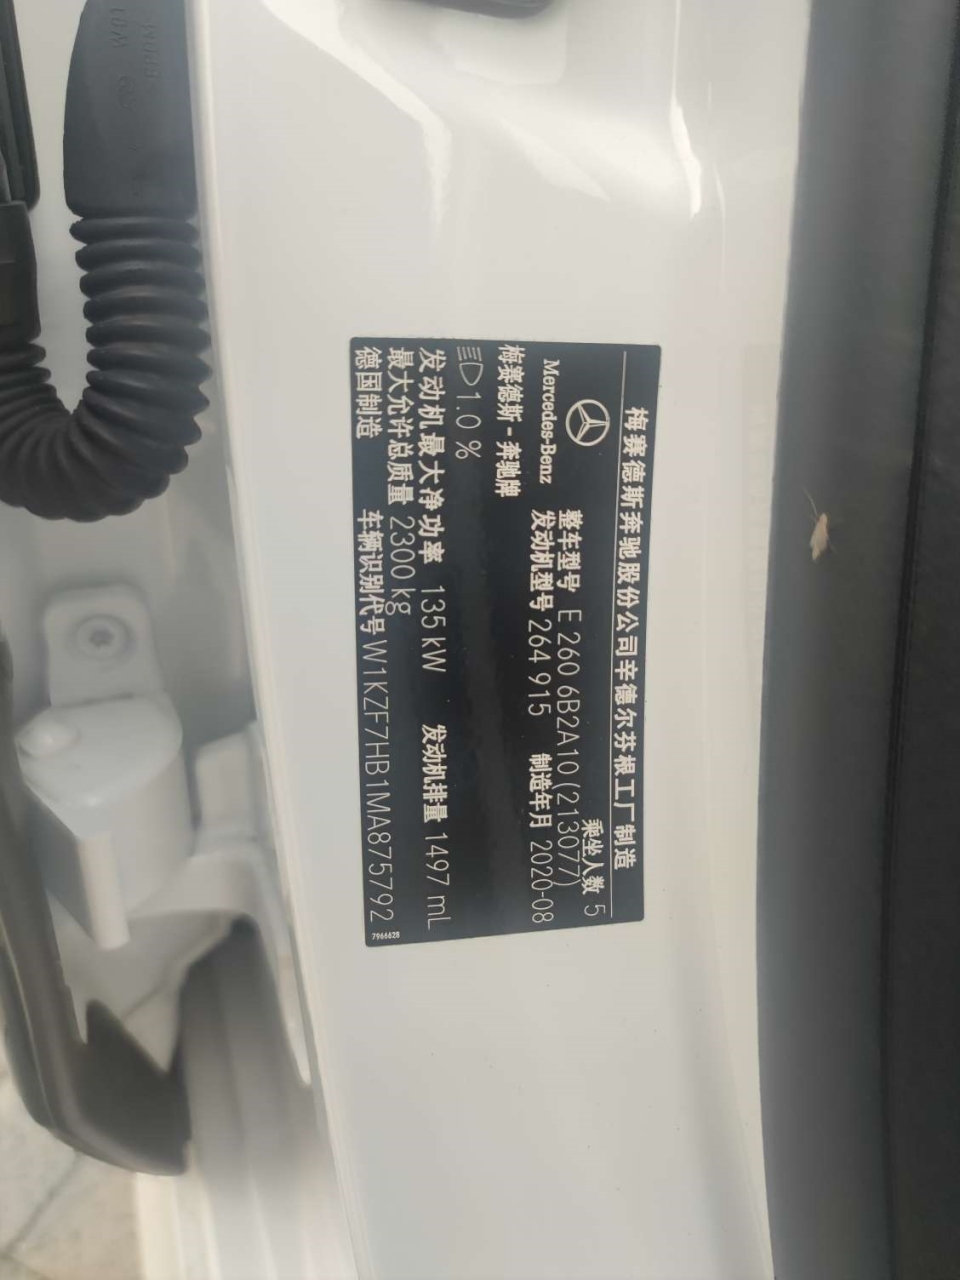 梅赛德斯奔驰股份公司辛德尔芬根工厂制造
乘坐人数 5
Mercedes-Benz
整车型号 E 260 6B2A10 (213077)
发动机型号 264 915 制造年月 2020-08
梅赛德斯-奔驰牌
1.0 %
发动机最大净功率 135 kW 发动机排量 1497 mL
最大允许总质量 2300 kg
德国制造 车辆识别代号 W1KZF7HB1MA875792
7966628